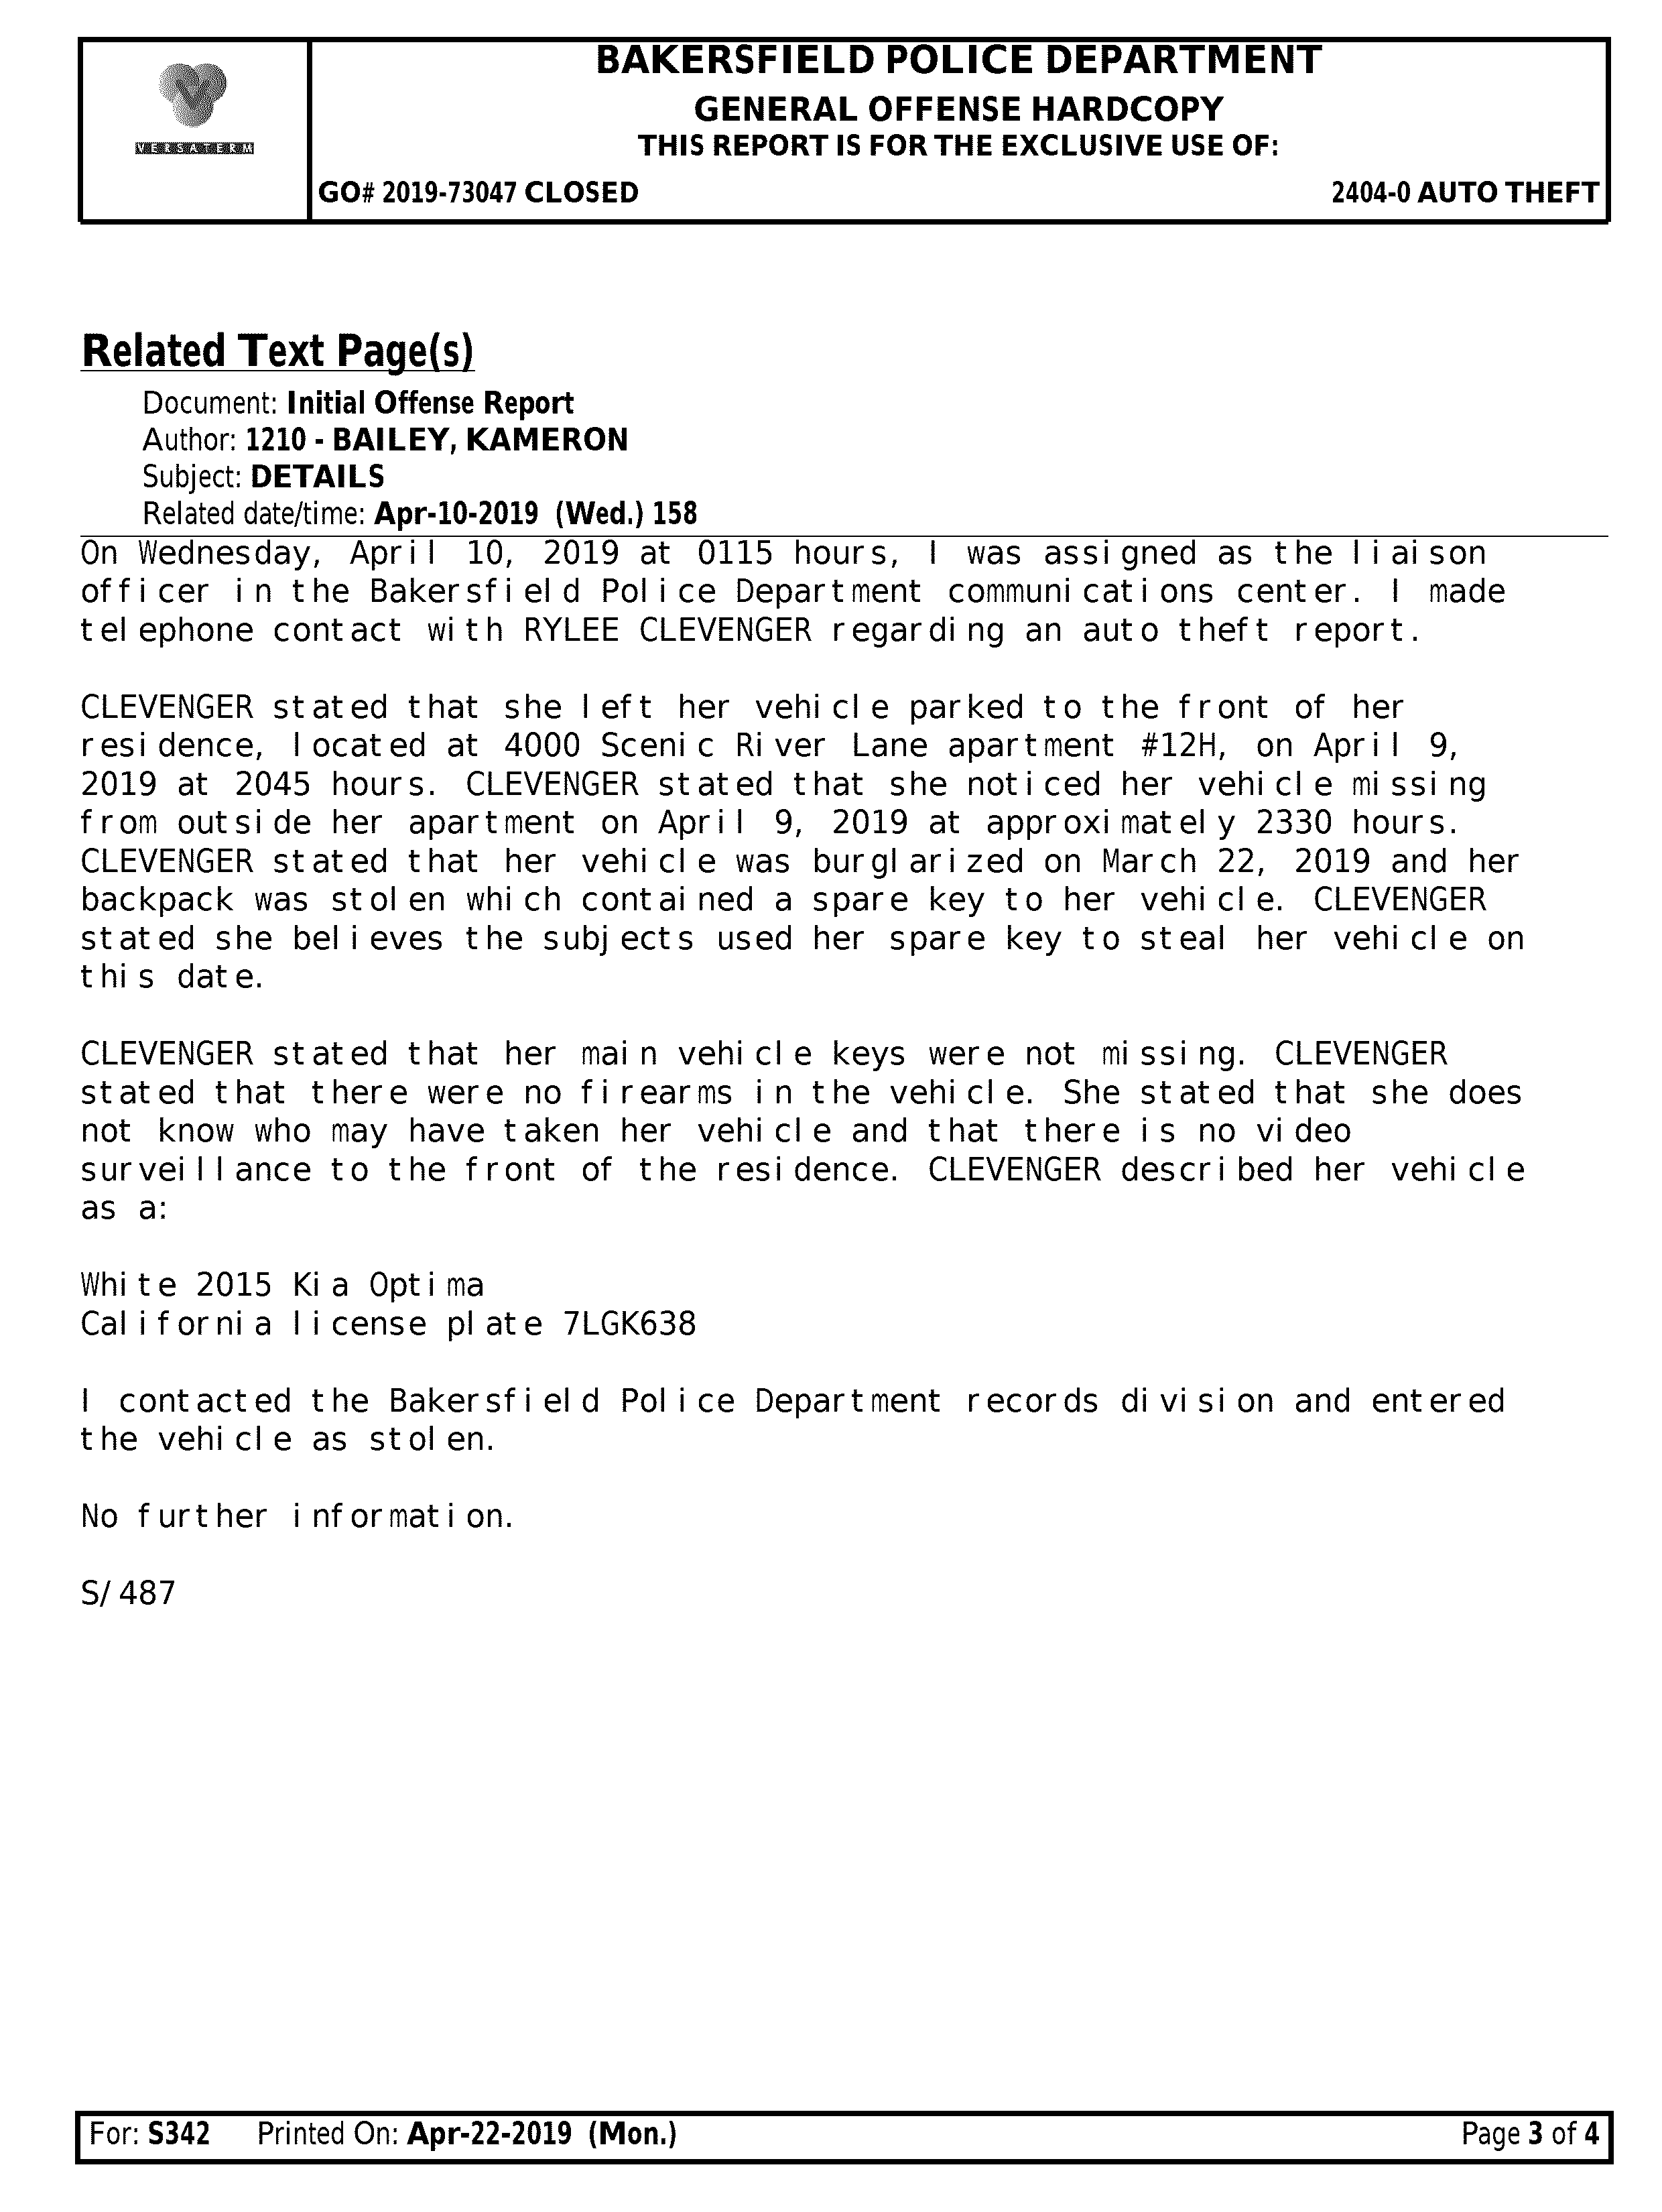 VERSATERM
BAKERSFIELD POLICE DEPARTMENT
GENERAL OFFENSE HARDCOPY
THIS REPORT IS FOR THE EXCLUSIVE USE OF:
GO# 2019-73047 CLOSED 2404-0 AUTO THEFT
Related Text Page(s)
Document: Initial Offense Report
Author: 1210 - BAILEY, KAMERON
Subject: DETAILS
Related date/time: Apr-10-2019 (Wed.) 158
On Wednesday, April 10, 2019 at 0115 hours, I was assigned as the liaison
officer in the Bakersfield Police Department communications center. I made
telephone contact with RYLEE CLEVENGER regarding an auto theft report.
CLEVENGER stated that she left her vehicle parked to the front of her
residence, located at 4000 Scenic River Lane apartment #12H, on April 9,
2019 at 2045 hours. CLEVENGER stated that she noticed her vehicle missing
from outside her apartment on April 9, 2019 at approximately 2330 hours.
CLEVENGER stated that her vehicle was burglarized on March 22, 2019 and her
backpack was stolen which contained a spare key to her vehicle. CLEVENGER
stated she believes the subjects used her spare key to steal her vehicle on
this date.
CLEVENGER stated that her main vehicle keys were not missing. CLEVENGER
stated that there were no firearms in the vehicle. She stated that she does
not know who may have taken her vehicle and that there is no video
surveillance to the front of the residence. CLEVENGER described her vehicle
as a:
White 2015 Kia Optima
California license plate 7LGK638
I contacted the Bakersfield Police Department records division and entered
the vehicle as stolen.
No further information.
S/487
For: S342 Printed On: Apr-22-2019 (Mon.) Page 3 of 4